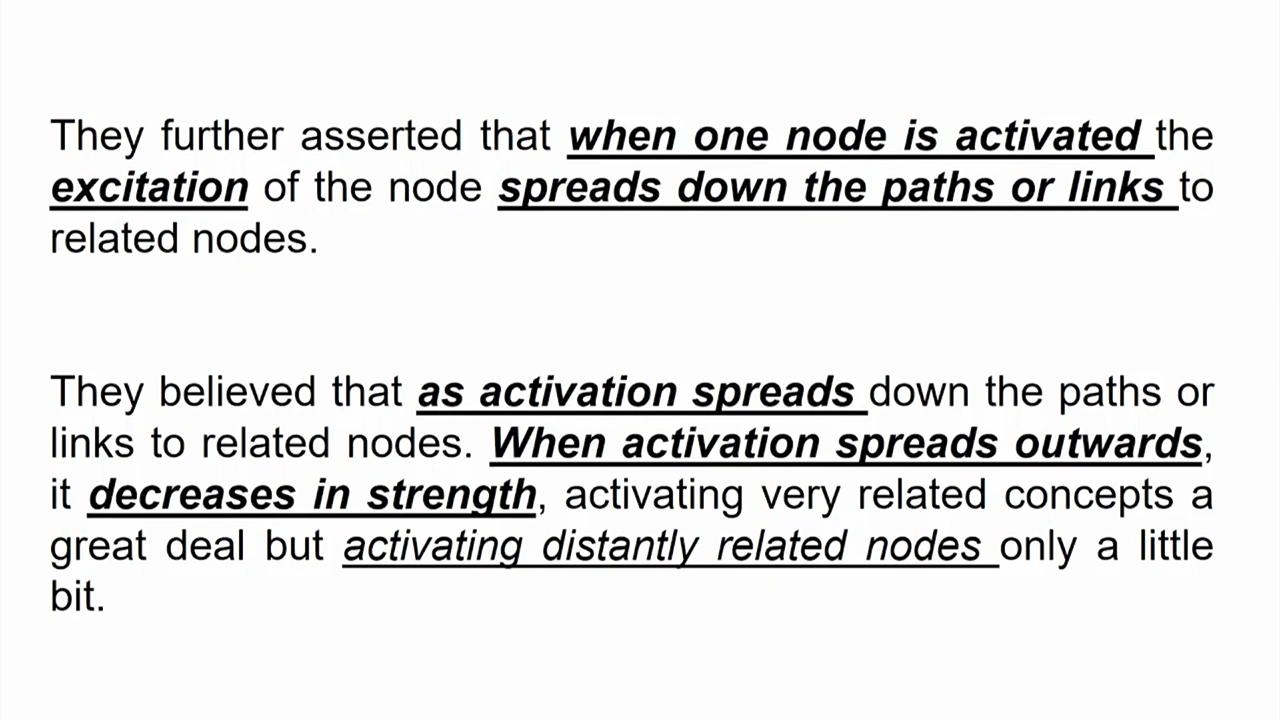 They further asserted that when one node is activated the
excitation of the node spreads down the paths or links to
related nodes.
They believed that as activation spreads down the paths or
links to related nodes. When activation spreads outwards,
it decreases in strength, activating very related concepts a
great deal but activating distantly related nodes only a little
bit.